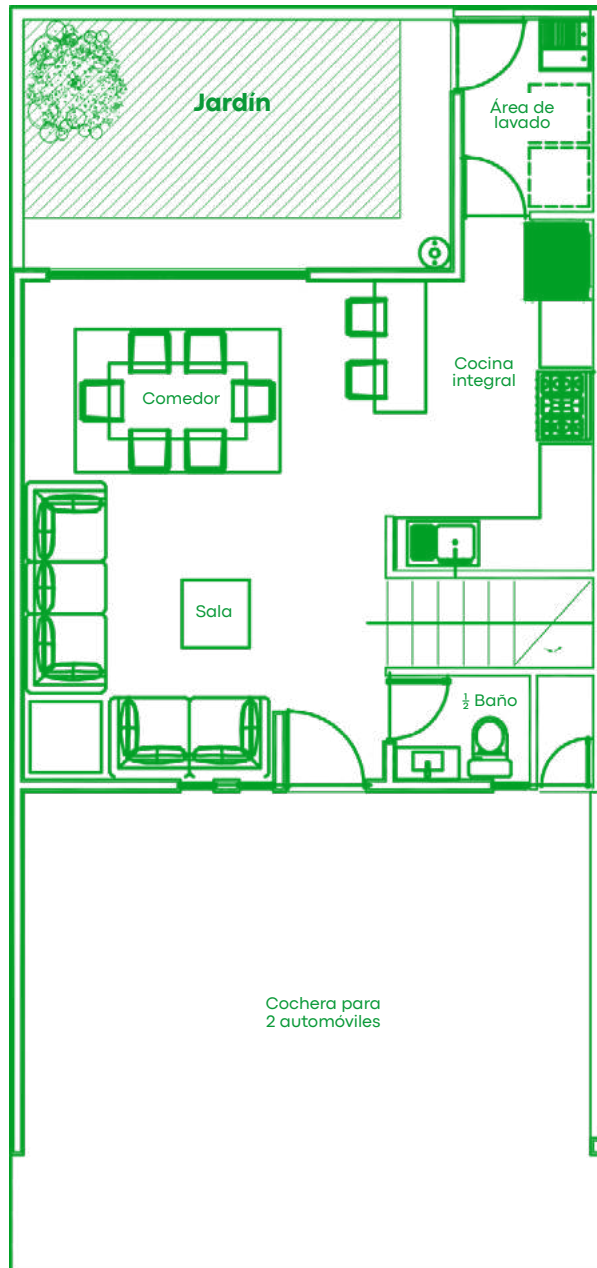 Jardín
Área de
lavado
Cocina
integral
Comedor
Sala
½ Baño
Cochera para
2 automóviles